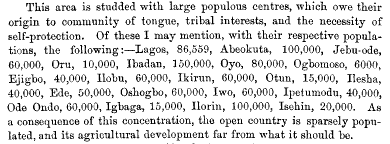 This area is studded with large populous centres, which owe their
origin to community of tongue, tribal interests, and the necessity of
self-protection. Of these I may mention, with their respective popula-
tions, the following:—Lagos, 86,559, Abeokuta, 100,000, Jebu-ode,
60,000, Oru, 10,000, Ibadan, 150,000, Oyo, 80,000, Ogbomoso, 6000,
Ejigbo, 40,000, Ilobu, 60,000, Ikirun, 60,000, Otun, 15,000, Ilesha,
40,000, Ede, 50,000, Oshogbo, 60,000, Iwo, 60,000, Ipetumodu, 40,000,
Ode Ondo, 60,000, Igbaga, 15,000, Ilorin, 100,000, Isehin, 20,000. As
a consequence of this concentration, the open country is sparsely popu-
lated, and its agricultural development far from what it should be.